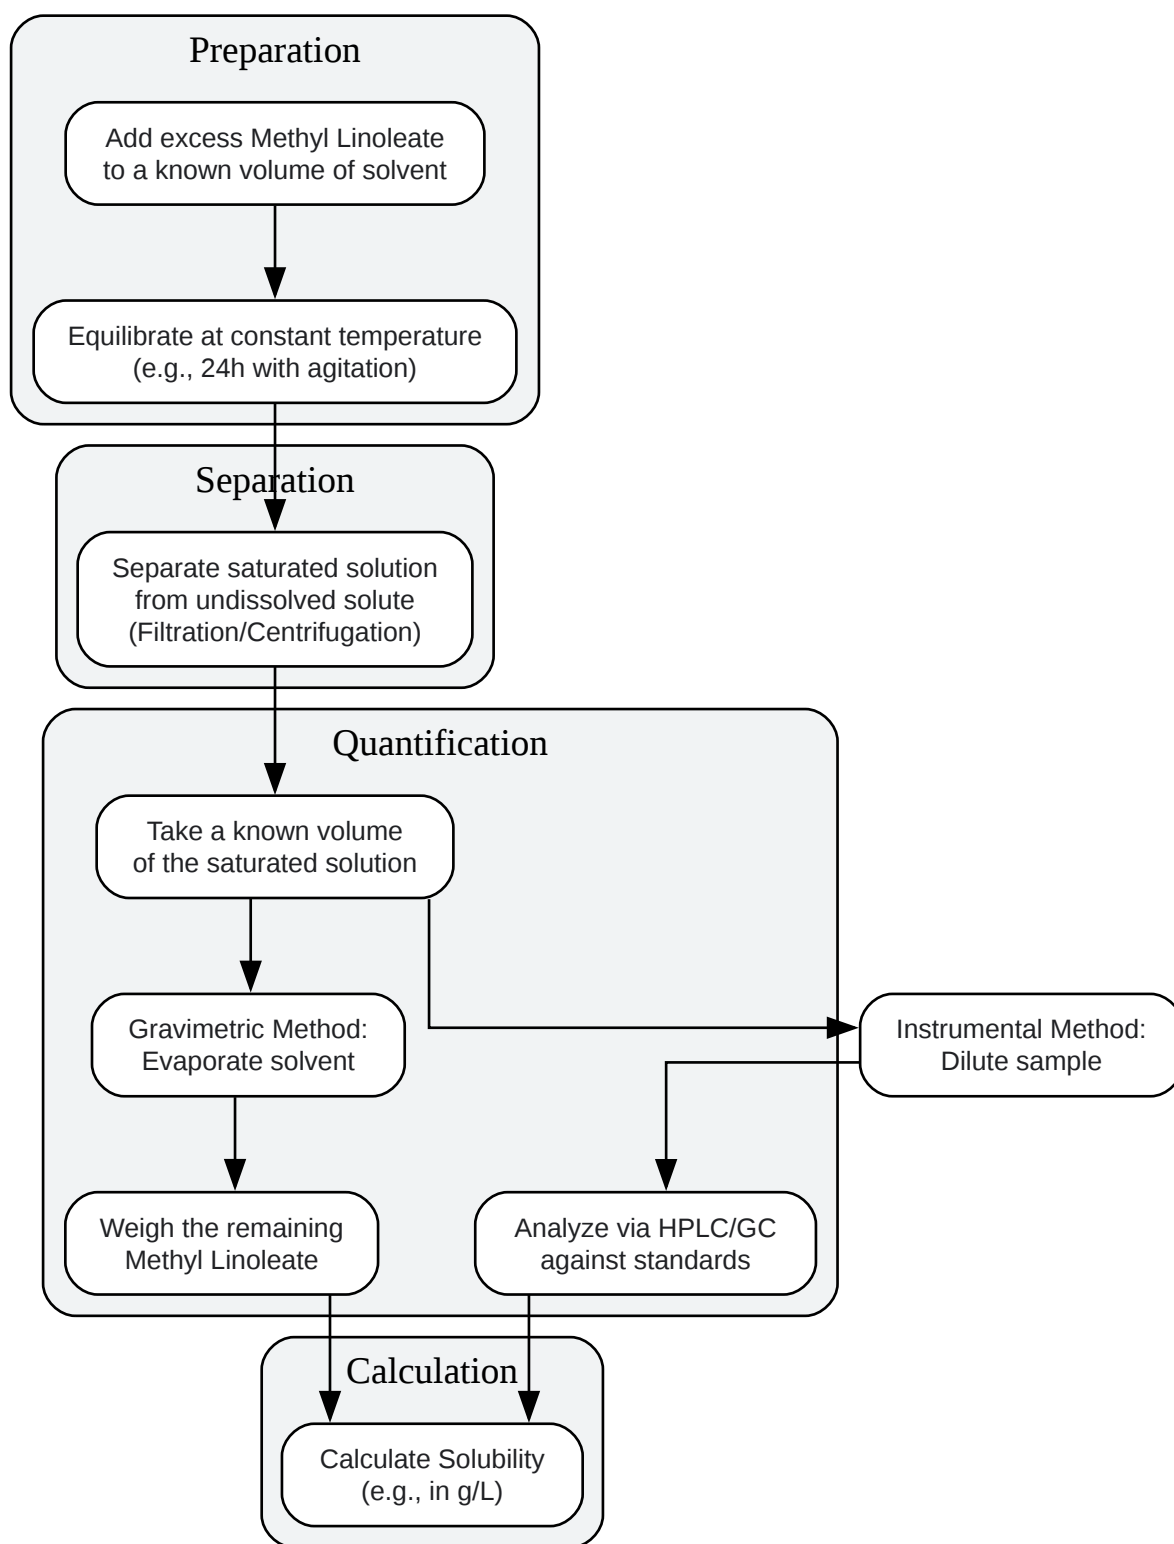 Preparation
Add excess Methyl Linoleate
to a known volume of solvent
Equilibrate at constant temperature
(e.g., 24h with agitation)
Separation
Separate saturated solution
from undissolved solute
(Filtration/Centrifugation)
Quantification
Take a known volume
of the saturated solution
Gravimetric Method:
Evaporate solvent
Instrumental Method:
Dilute sample
Weigh the remaining
Methyl Linoleate
Analyze via HPLC/GC
against standards
Calculation
Calculate Solubility
(e.g., in g/L)